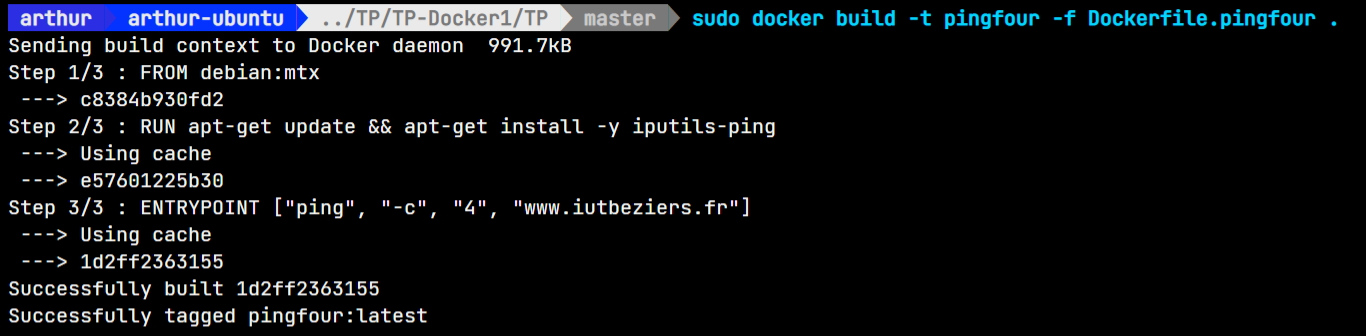 arthur arthur-ubuntu ../TP/TP-Docker1/TP master sudo docker build -t pingfour -f Dockerfile.pingfour .
Sending build context to Docker daemon  991.7kB
Step 1/3 : FROM debian:mtx
 ---> c8384b930fd2
Step 2/3 : RUN apt-get update && apt-get install -y iputils-ping
 ---> Using cache
 ---> e57601225b30
Step 3/3 : ENTRYPOINT ["ping", "-c", "4", "www.iutbeziers.fr"]
 ---> Using cache
 ---> 1d2ff2363155
Successfully built 1d2ff2363155
Successfully tagged pingfour:latest